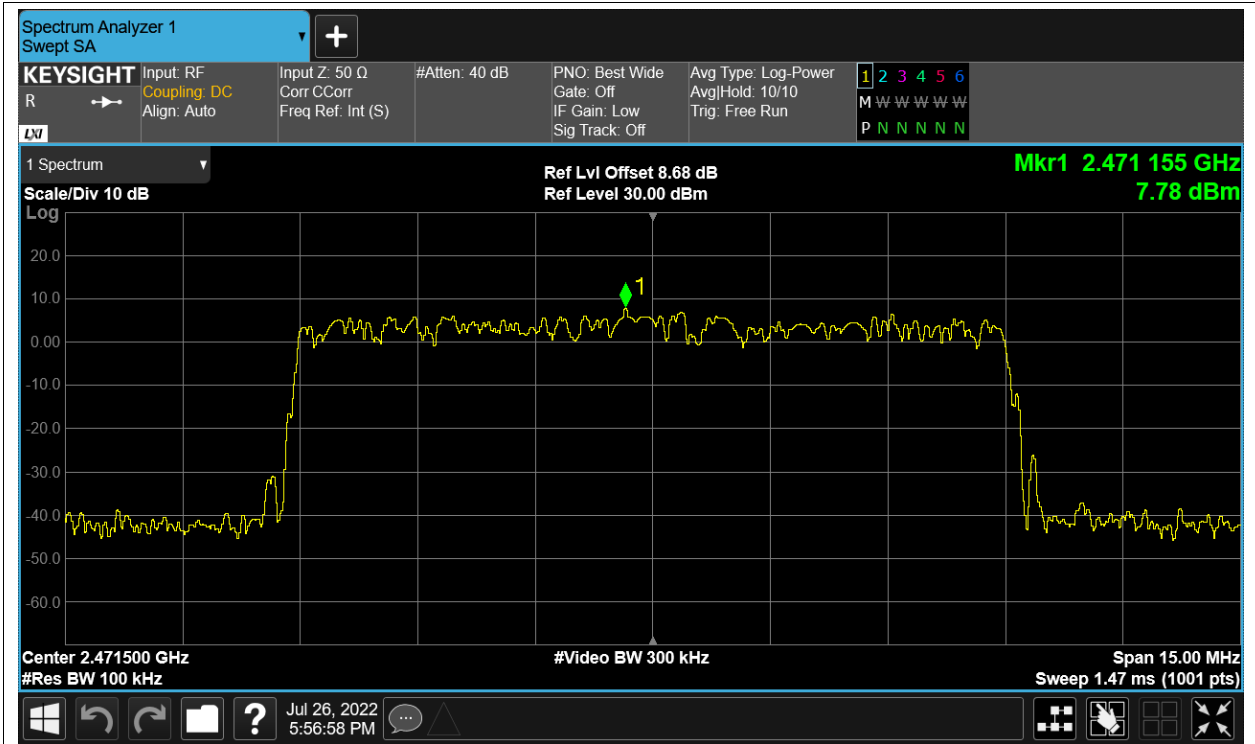 Spectrum Analyzer 1
Swept SA
+
KEYSIGHT
R
LXI
Input: RF
Coupling: DC
Align: Auto
Input Z: 50 Ω
Corr CCorr
Freq Ref: Int (S)
#Atten: 40 dB
PNO: Best Wide
Gate: Off
IF Gain: Low
Sig Track: Off
Avg Type: Log-Power
Avg|Hold: 10/10
Trig: Free Run
1 2 3 4 5 6
M W W W W W
P N N N N N
1 Spectrum
Scale/Div 10 dB
Log
Ref Lvl Offset 8.68 dB
Ref Level 30.00 dBm
Mkr1 2.471 155 GHz
7.78 dBm
20.0
10.0
0.00
-10.0
-20.0
-30.0
-40.0
-50.0
-60.0
1
Center 2.471500 GHz
#Res BW 100 kHz
#Video BW 300 kHz
Span 15.00 MHz
Sweep 1.47 ms (1001 pts)
?
Jul 26, 2022
5:56:58 PM